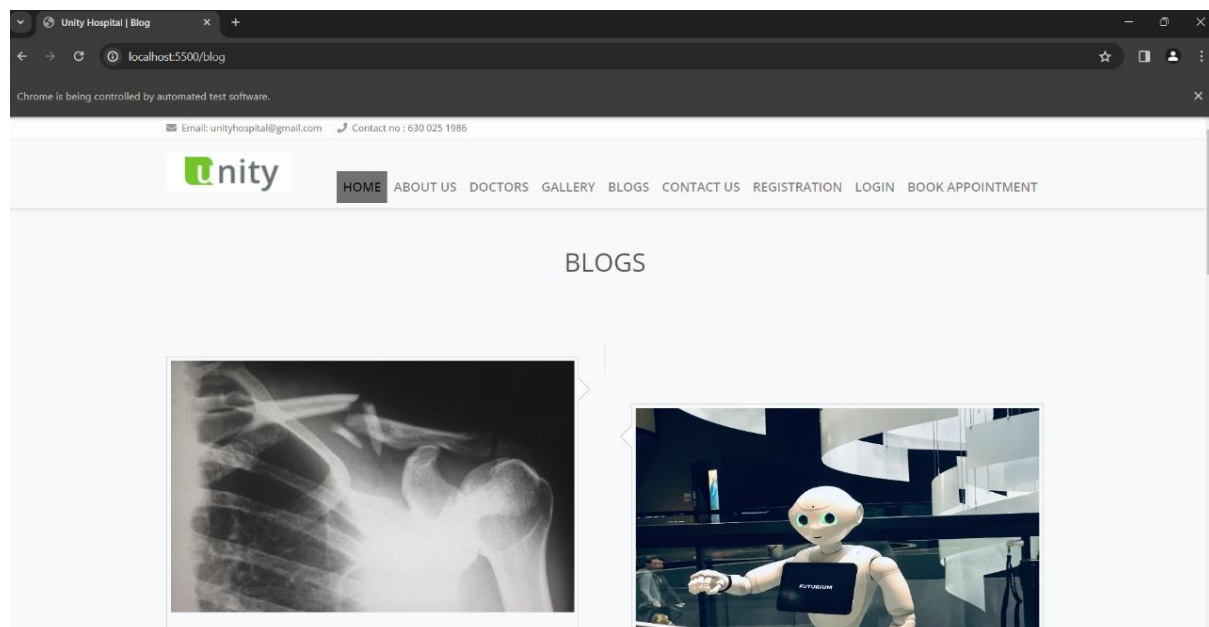 Unity Hospital | Blog
localhost:5500/blog
Chrome is being controlled by automated test software.
Email: unityhospital@gmail.com Contact no : 630 025 1986
unity
HOME ABOUT US DOCTORS GALLERY BLOGS CONTACT US REGISTRATION LOGIN BOOK APPOINTMENT
BLOGS
FUTURIUM